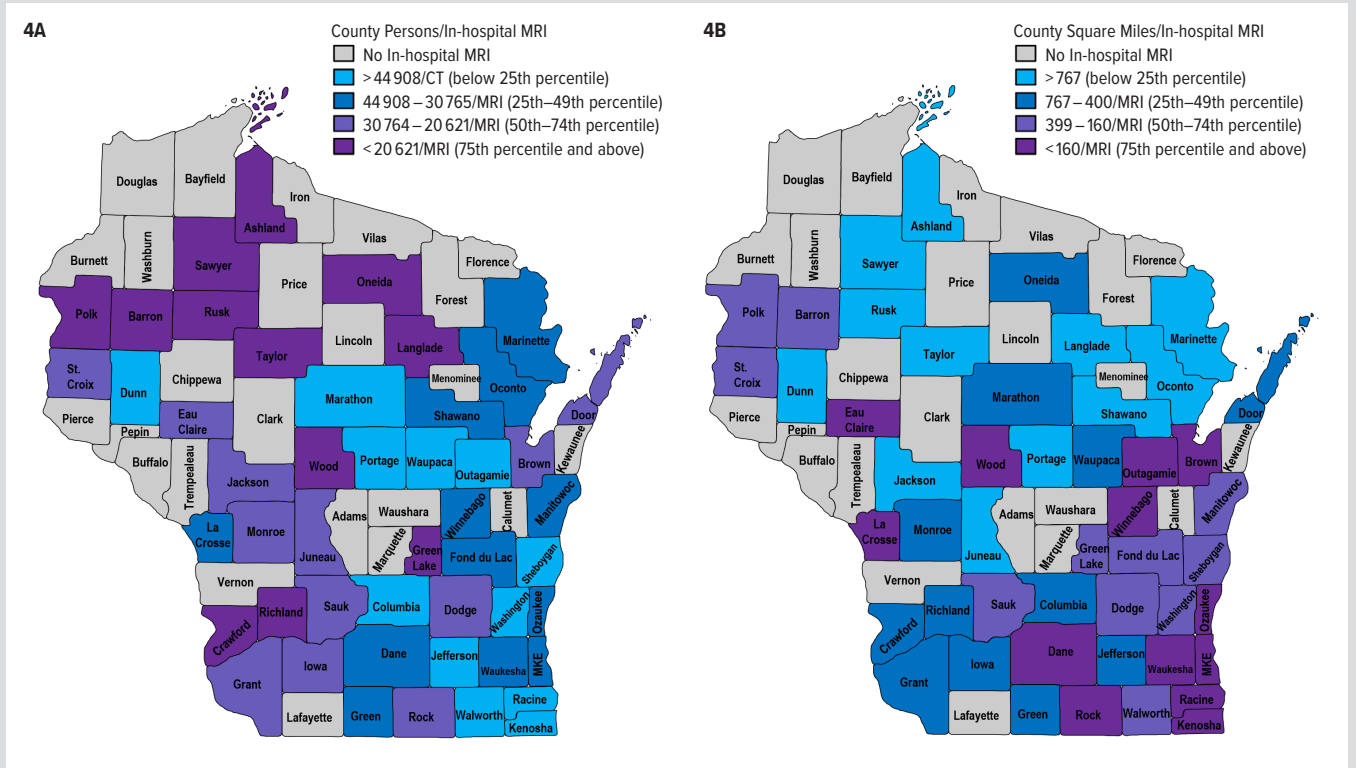 4A
County Persons/In-hospital MRI
No In-hospital MRI
>44 908/CT (below 25th percentile)
44 908 – 30 765/MRI (25th–49th percentile)
30 764 – 20 621/MRI (50th–74th percentile)
<20 621/MRI (75th percentile and above)
Douglas
Bayfield
Iron
Ashland
Vilas
Burnett
Washburn
Sawyer
Florence
Price
Oneida
Forest
Polk
Barron
Rusk
Lincoln
Langlade
Marinette
Taylor
St.
Croix
Dunn
Chippewa
Menominee
Oconto
Marathon
Pierce
Eau
Claire
Clark
Shawano
Door
Pepin
Buffalo
Trempealeau
Wood
Portage
Waupaca
Outagamie
Brown
Kewaunee
Jackson
Adams
Waushara
Winnebago
Calumet
Manitowoc
La
Crosse
Monroe
Juneau
Marquette
Green
Lake
Fond du Lac
Sheboygan
Vernon
Richland
Sauk
Columbia
Dodge
Washington
Ozaukee
Crawford
Dane
Jefferson
Waukesha
MKE
Grant
Iowa
Lafayette
Green
Rock
Walworth
Racine
Kenosha
4B
County Square Miles/In-hospital MRI
No In-hospital MRI
>767 (below 25th percentile)
767 – 400/MRI (25th–49th percentile)
399 – 160/MRI (50th–74th percentile)
<160/MRI (75th percentile and above)
Douglas
Bayfield
Iron
Ashland
Vilas
Burnett
Washburn
Sawyer
Florence
Price
Oneida
Forest
Polk
Barron
Rusk
Lincoln
Langlade
Marinette
Taylor
St.
Croix
Dunn
Chippewa
Menominee
Oconto
Marathon
Pierce
Eau
Claire
Clark
Shawano
Door
Pepin
Buffalo
Trempealeau
Wood
Portage
Waupaca
Outagamie
Brown
Kewaunee
Jackson
Adams
Waushara
Winnebago
Calumet
Manitowoc
La
Crosse
Monroe
Juneau
Marquette
Green
Lake
Fond du Lac
Sheboygan
Vernon
Richland
Sauk
Columbia
Dodge
Washington
Ozaukee
Crawford
Dane
Jefferson
Waukesha
MKE
Grant
Iowa
Lafayette
Green
Rock
Walworth
Racine
Kenosha